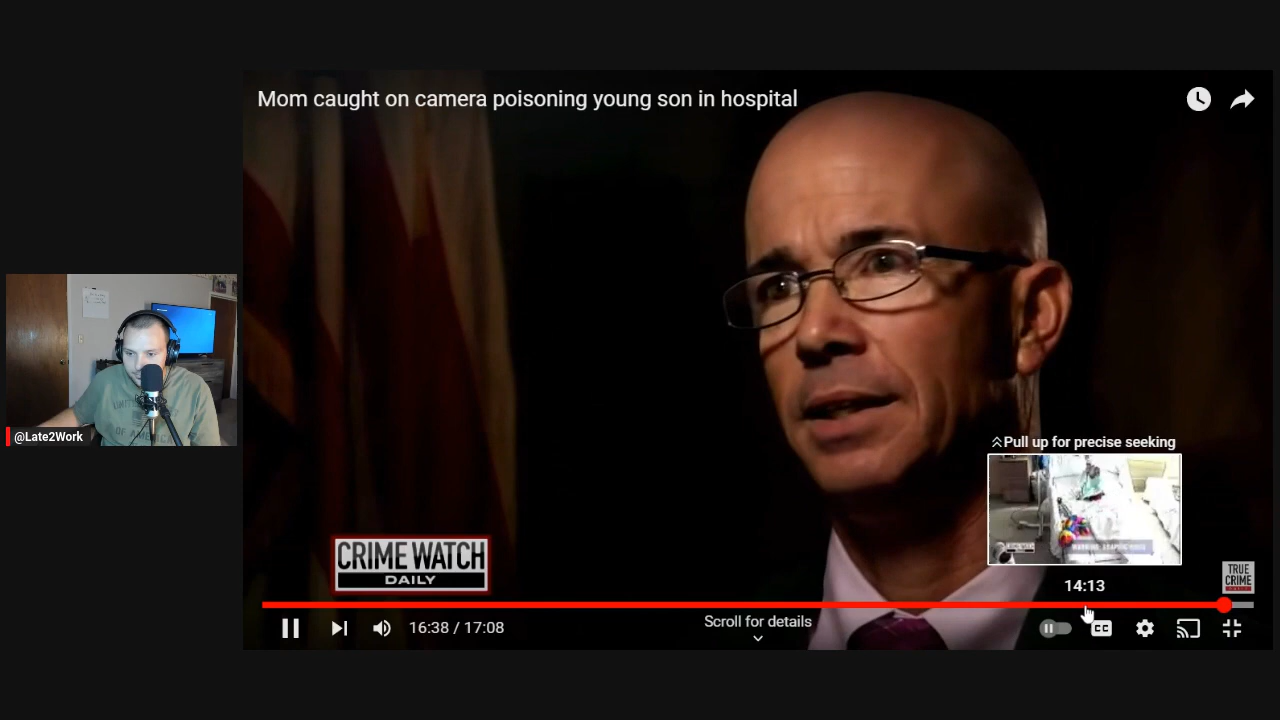 Mom caught on camera poisoning young son in hospital
@Late2Work
Pull up for precise seeking
CRIME WATCH
DAILY
14:13
TRUE
CRIME
16:38 / 17:08
Scroll for details
CC